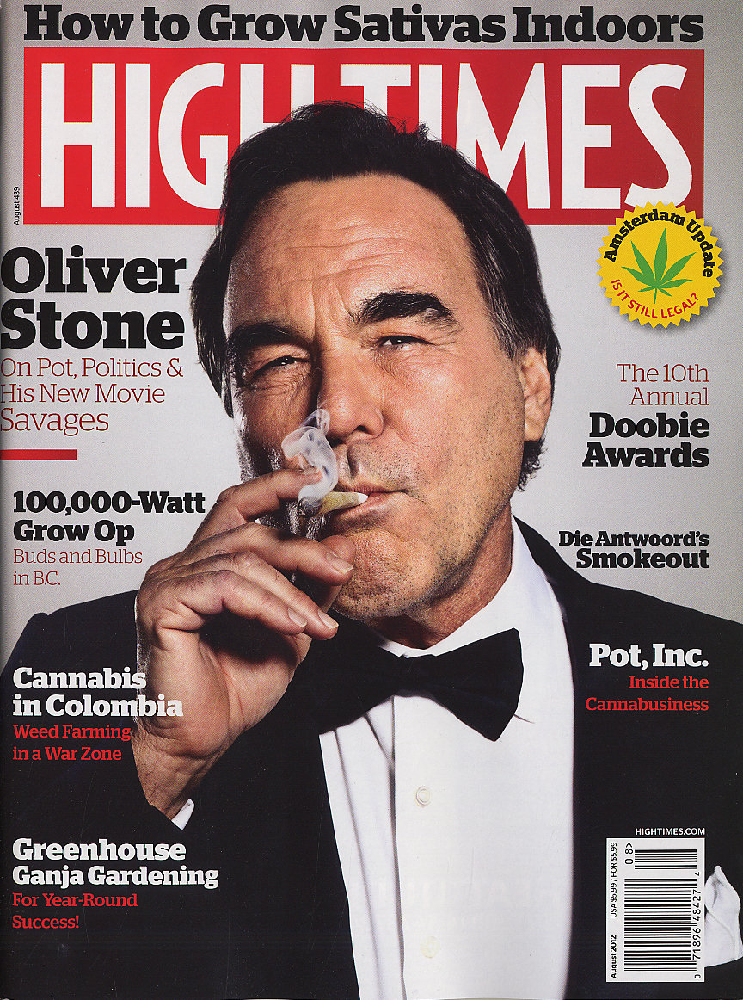 How to Grow Sativas Indoors
HIGH TIMES
August 439
Amsterdam Update
IS IT STILL LEGAL?
Oliver
Stone
On Pot, Politics &
His New Movie
Savages
The 10th
Annual
Doobie
Awards
100,000-Watt
Grow Op
Buds and Bulbs
in B.C.
Die Antwoord's
Smokeout
Pot, Inc.
Inside the
Cannabusiness
Cannabis
in Colombia
Weed Farming
in a War Zone
Greenhouse
Ganja Gardening
For Year-Round
Success!
HIGHTIMES.COM
August 2012 USA $5.99 / FOR $5.99
08>
0 71896 48427 4